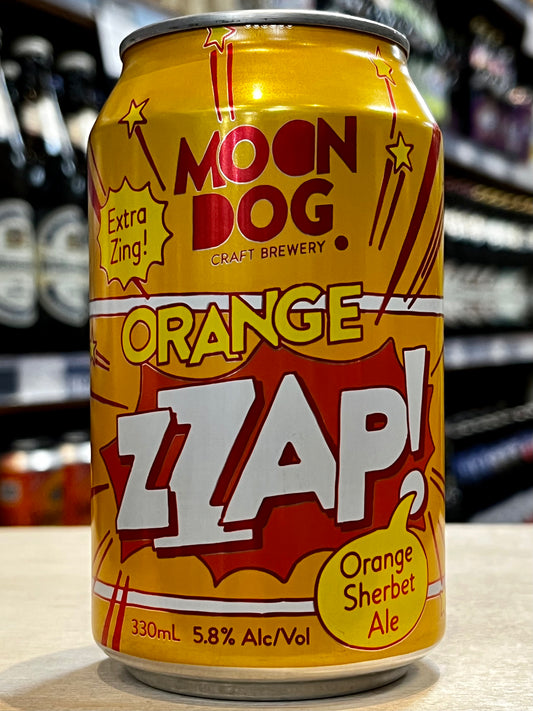 MOON
DOG.
CRAFT BREWERY
Extra
Zing!
ORANGE
ZZAP!
Orange
Sherbet
Ale
330mL 5.8% Alc/Vol